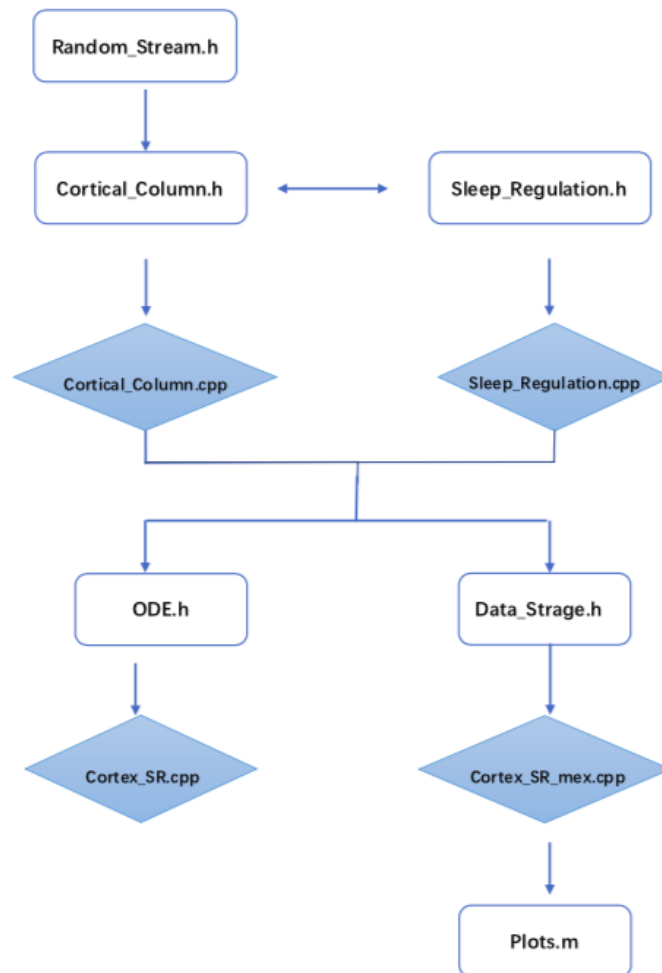 Random_Stream.h
Cortical_Column.h
Sleep_Regulation.h
Cortical_Column.cpp
Sleep_Regulation.cpp
ODE.h
Data_Strage.h
Cortex_SR.cpp
Cortex_SR_mex.cpp
Plots.m